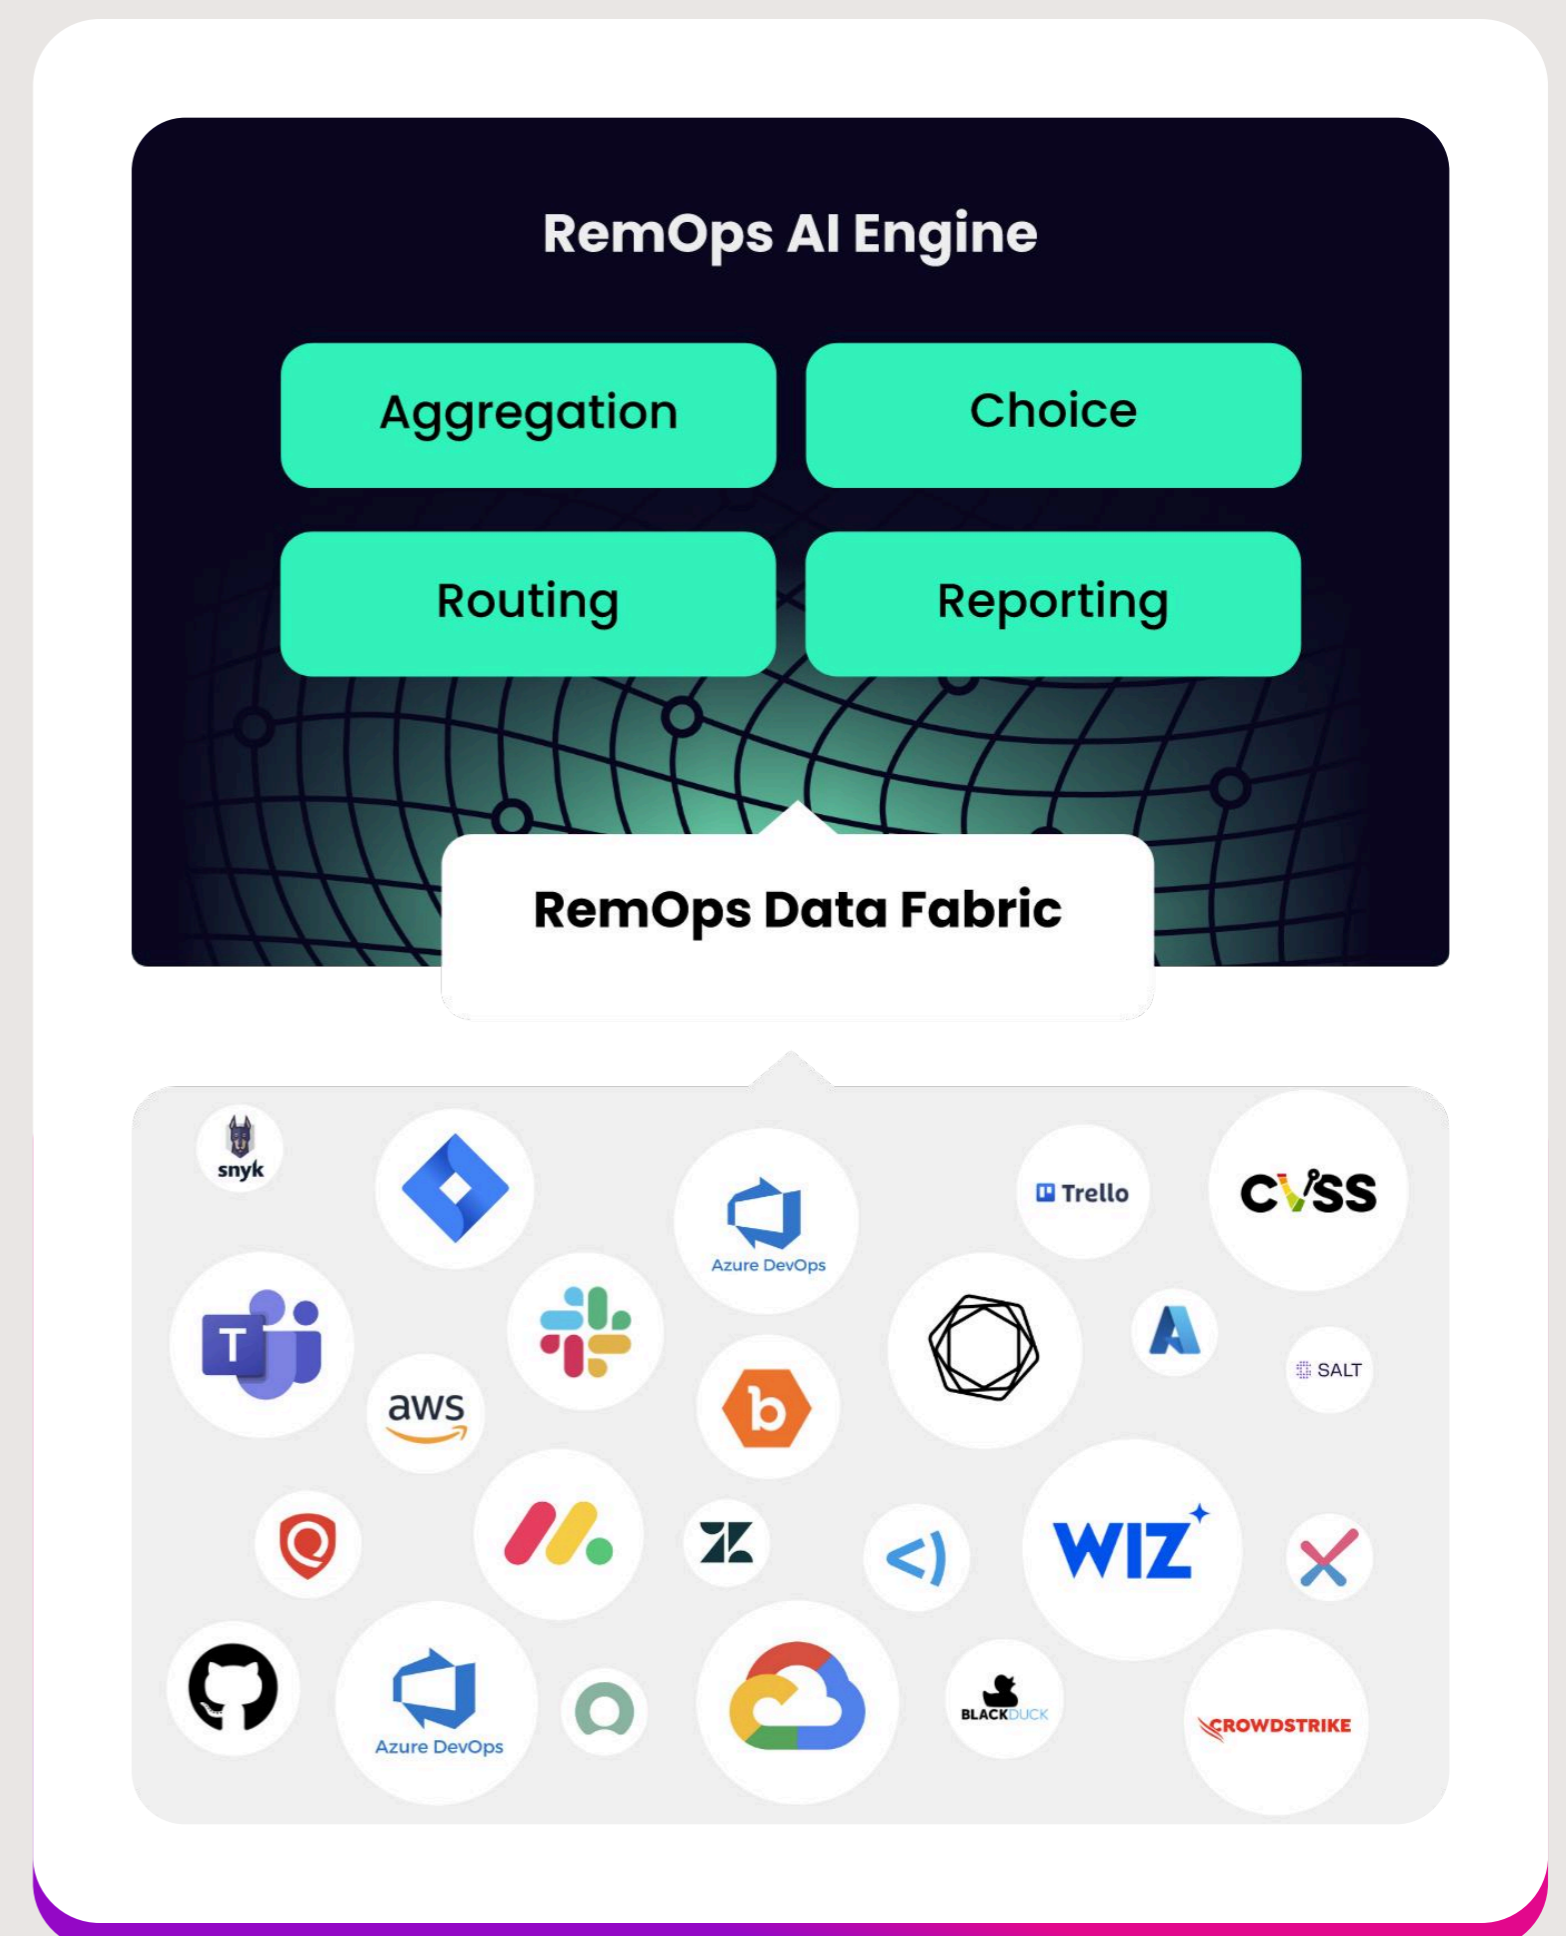 RemOps AI Engine
Aggregation
Choice
Routing
Reporting
RemOps Data Fabric
snyk
Azure DevOps
Trello
CVSS
T
aws
b
SALT
WIZ
Azure DevOps
BLACKDUCK
CROWDSTRIKE